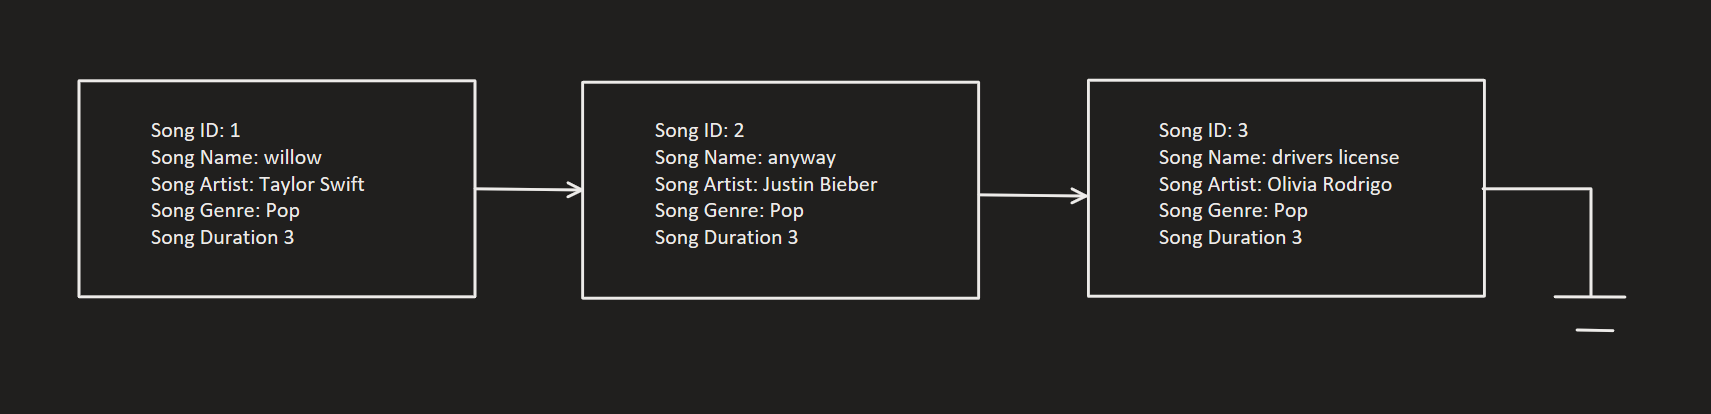 Song ID: 1
Song Name: willow
Song Artist: Taylor Swift
Song Genre: Pop
Song Duration 3
Song ID: 2
Song Name: anyway
Song Artist: Justin Bieber
Song Genre: Pop
Song Duration 3
Song ID: 3
Song Name: drivers license
Song Artist: Olivia Rodrigo
Song Genre: Pop
Song Duration 3